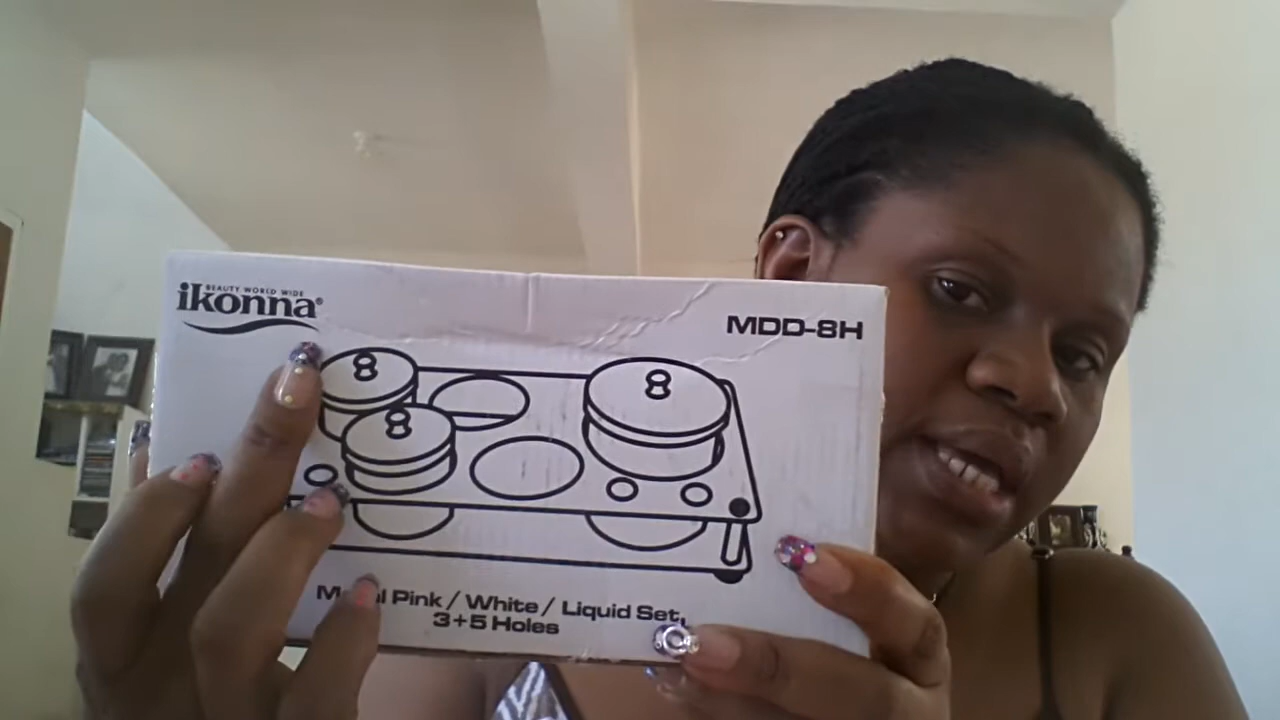 BEAUTY WORLD WIDE
ikonna®
MDD-8H
Pink / White / Liquid Set,
3+5 Holes